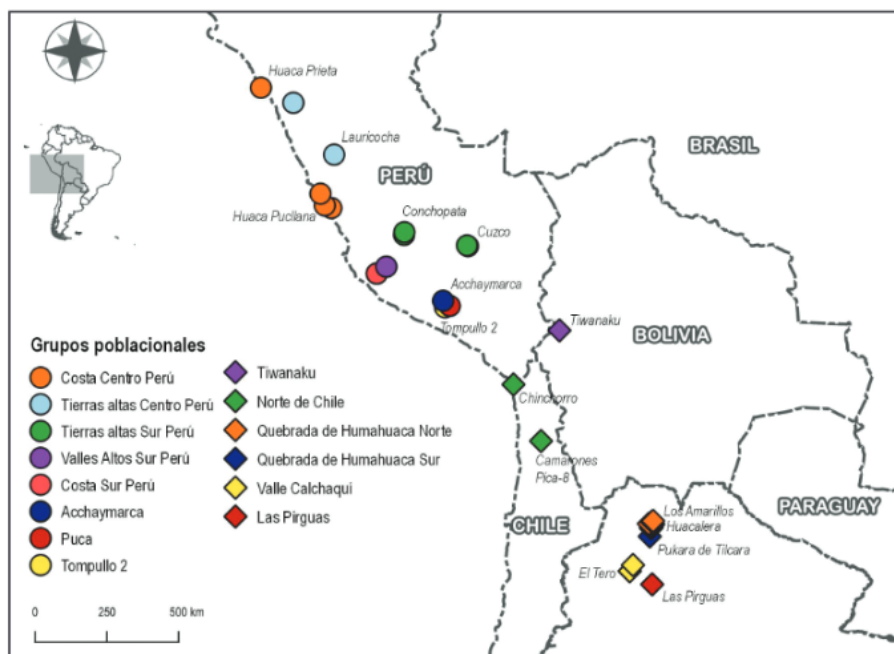 Huaca Prieta
Lauricocha
BRASIL
PERÚ
Huaca Pucllana
Conchopata
Cuzco
Acchaymarca
Tompullo 2
Tiwanaku
BOLIVIA
Chinchorro
Camarones
Pica-8
PARAGUAY
CHILE
Los Amarillos
Huacalera
Pukara de Tilcara
El Tero
Las Pirguas
Grupos poblacionales
Costa Centro Perú
Tierras altas Centro Perú
Tierras altas Sur Perú
Valles Altos Sur Perú
Costa Sur Perú
Acchaymarca
Puca
Tompullo 2
Tiwanaku
Norte de Chile
Quebrada de Humahuaca Norte
Quebrada de Humahuaca Sur
Valle Calchaqui
Las Pirguas
0 250 500 km